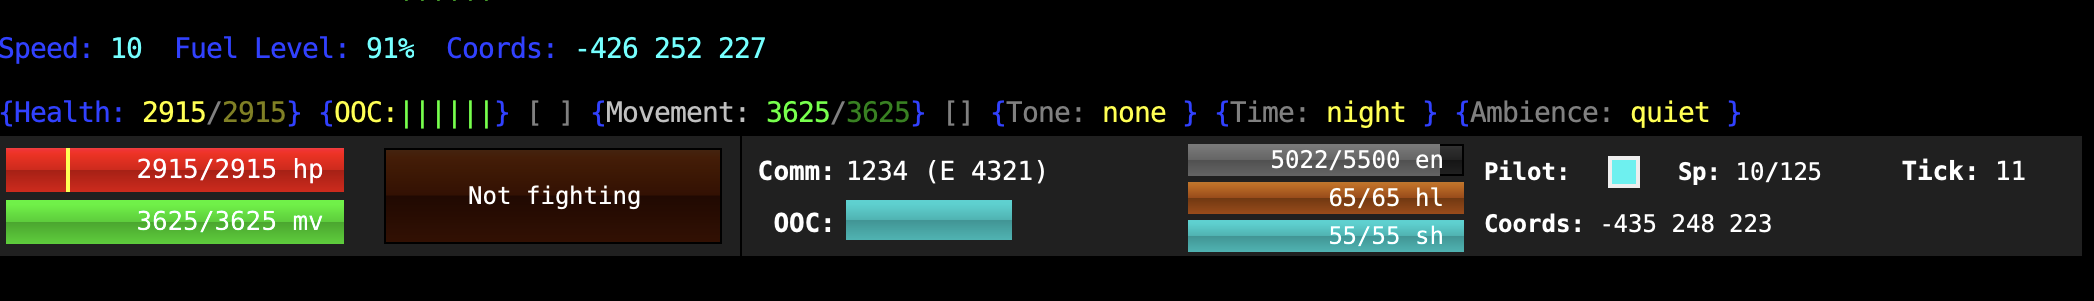 Speed: 10  Fuel Level: 91%  Coords: -426 252 227
{Health: 2915/2915} {OOC:||||||} [ ] {Movement: 3625/3625} [] {Tone: none } {Time: night } {Ambience: quiet }
2915/2915 hp
3625/3625 mv
Not fighting
Comm: 1234 (E 4321)
OOC:
5022/5500 en
65/65 hl
55/55 sh
Pilot: Sp: 10/125 Tick: 11
Coords: -435 248 223